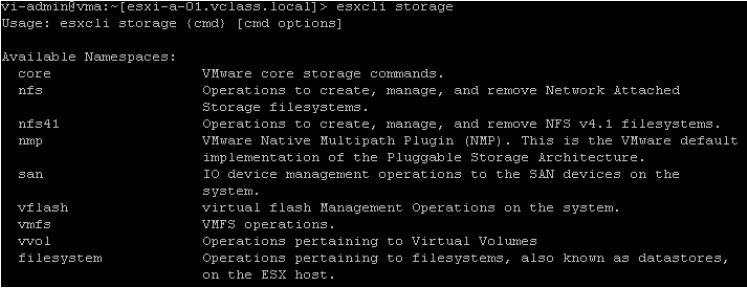 vi-admin@vma:~[esxi-a-01.vclass.local]> esxcli storage
Usage: esxcli storage {cmd} [cmd options]
Available Namespaces:
core VMware core storage commands.
nfs Operations to create, manage, and remove Network Attached
Storage filesystems.
nfs41 Operations to create, manage, and remove NFS v4.1 filesystems.
nmp VMware Native Multipath Plugin (NMP). This is the VMware default
implementation of the Pluggable Storage Architecture.
san IO device management operations to the SAN devices on the
system.
vflash virtual flash Management Operations on the system.
vmfs VMFS operations.
vvol Operations pertaining to Virtual Volumes
filesystem Operations pertaining to filesystems, also known as datastores,
on the ESX host.